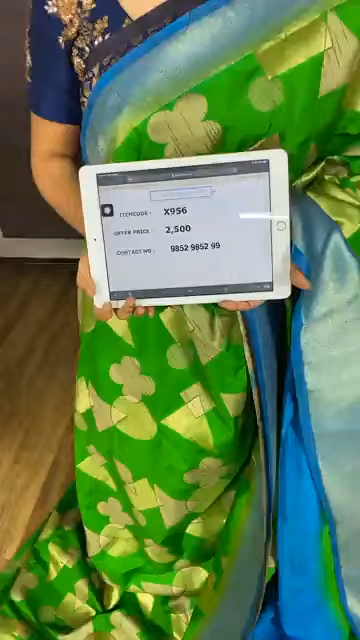 ITEMCODE : X956
OFFER PRICE : 2,500
CONTACT NO : 9852 9852 99